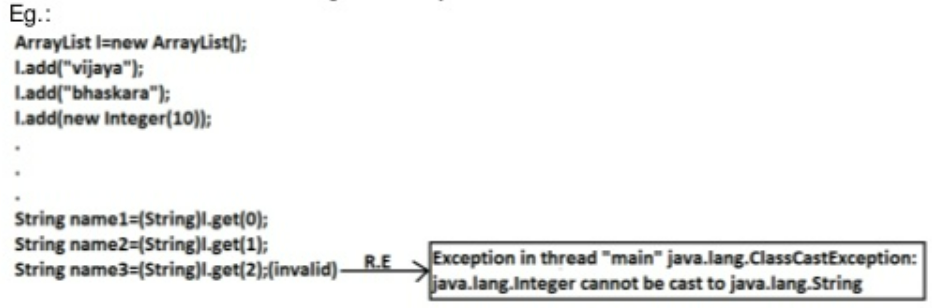 Eg.:
ArrayList l=new ArrayList();
l.add("vijaya");
l.add("bhaskara");
l.add(new Integer(10));
.
.
.
String name1=(String)l.get(0);
String name2=(String)l.get(1);
String name3=(String)l.get(2);(invalid) R.E
Exception in thread "main" java.lang.ClassCastException:
java.lang.Integer cannot be cast to java.lang.String